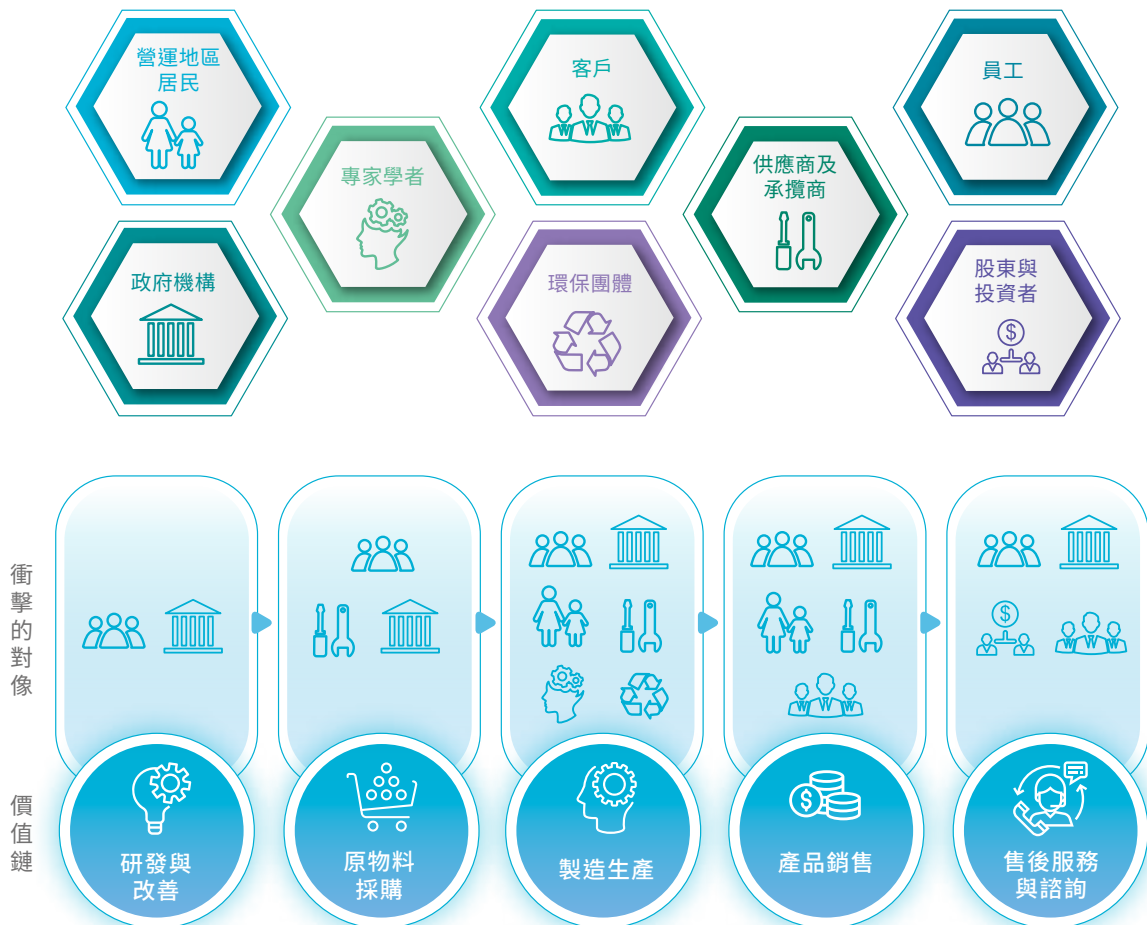 營運地區
居民
客戶
員工
專家學者
供應商及
承攬商
政府機構
環保團體
股東與
投資者
$
衝擊的對像
$
價值鏈
研發與
改善
原物料
採購
製造生產
$
產品銷售
售後服務
與諮詢